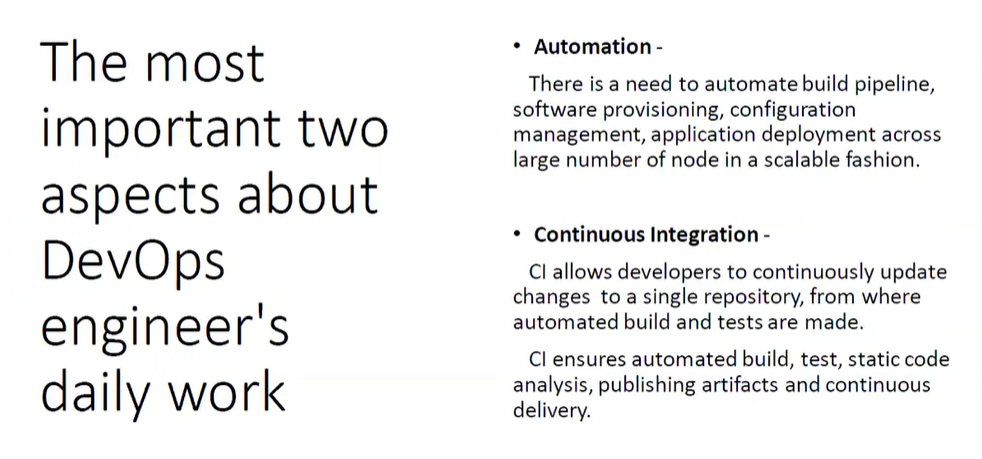 The most
important two
aspects about
DevOps
engineer's
daily work
• Automation -
There is a need to automate build pipeline,
software provisioning, configuration
management, application deployment across
large number of node in a scalable fashion.
• Continuous Integration -
CI allows developers to continuously update
changes to a single repository, from where
automated build and tests are made.
CI ensures automated build, test, static code
analysis, publishing artifacts and continuous
delivery.